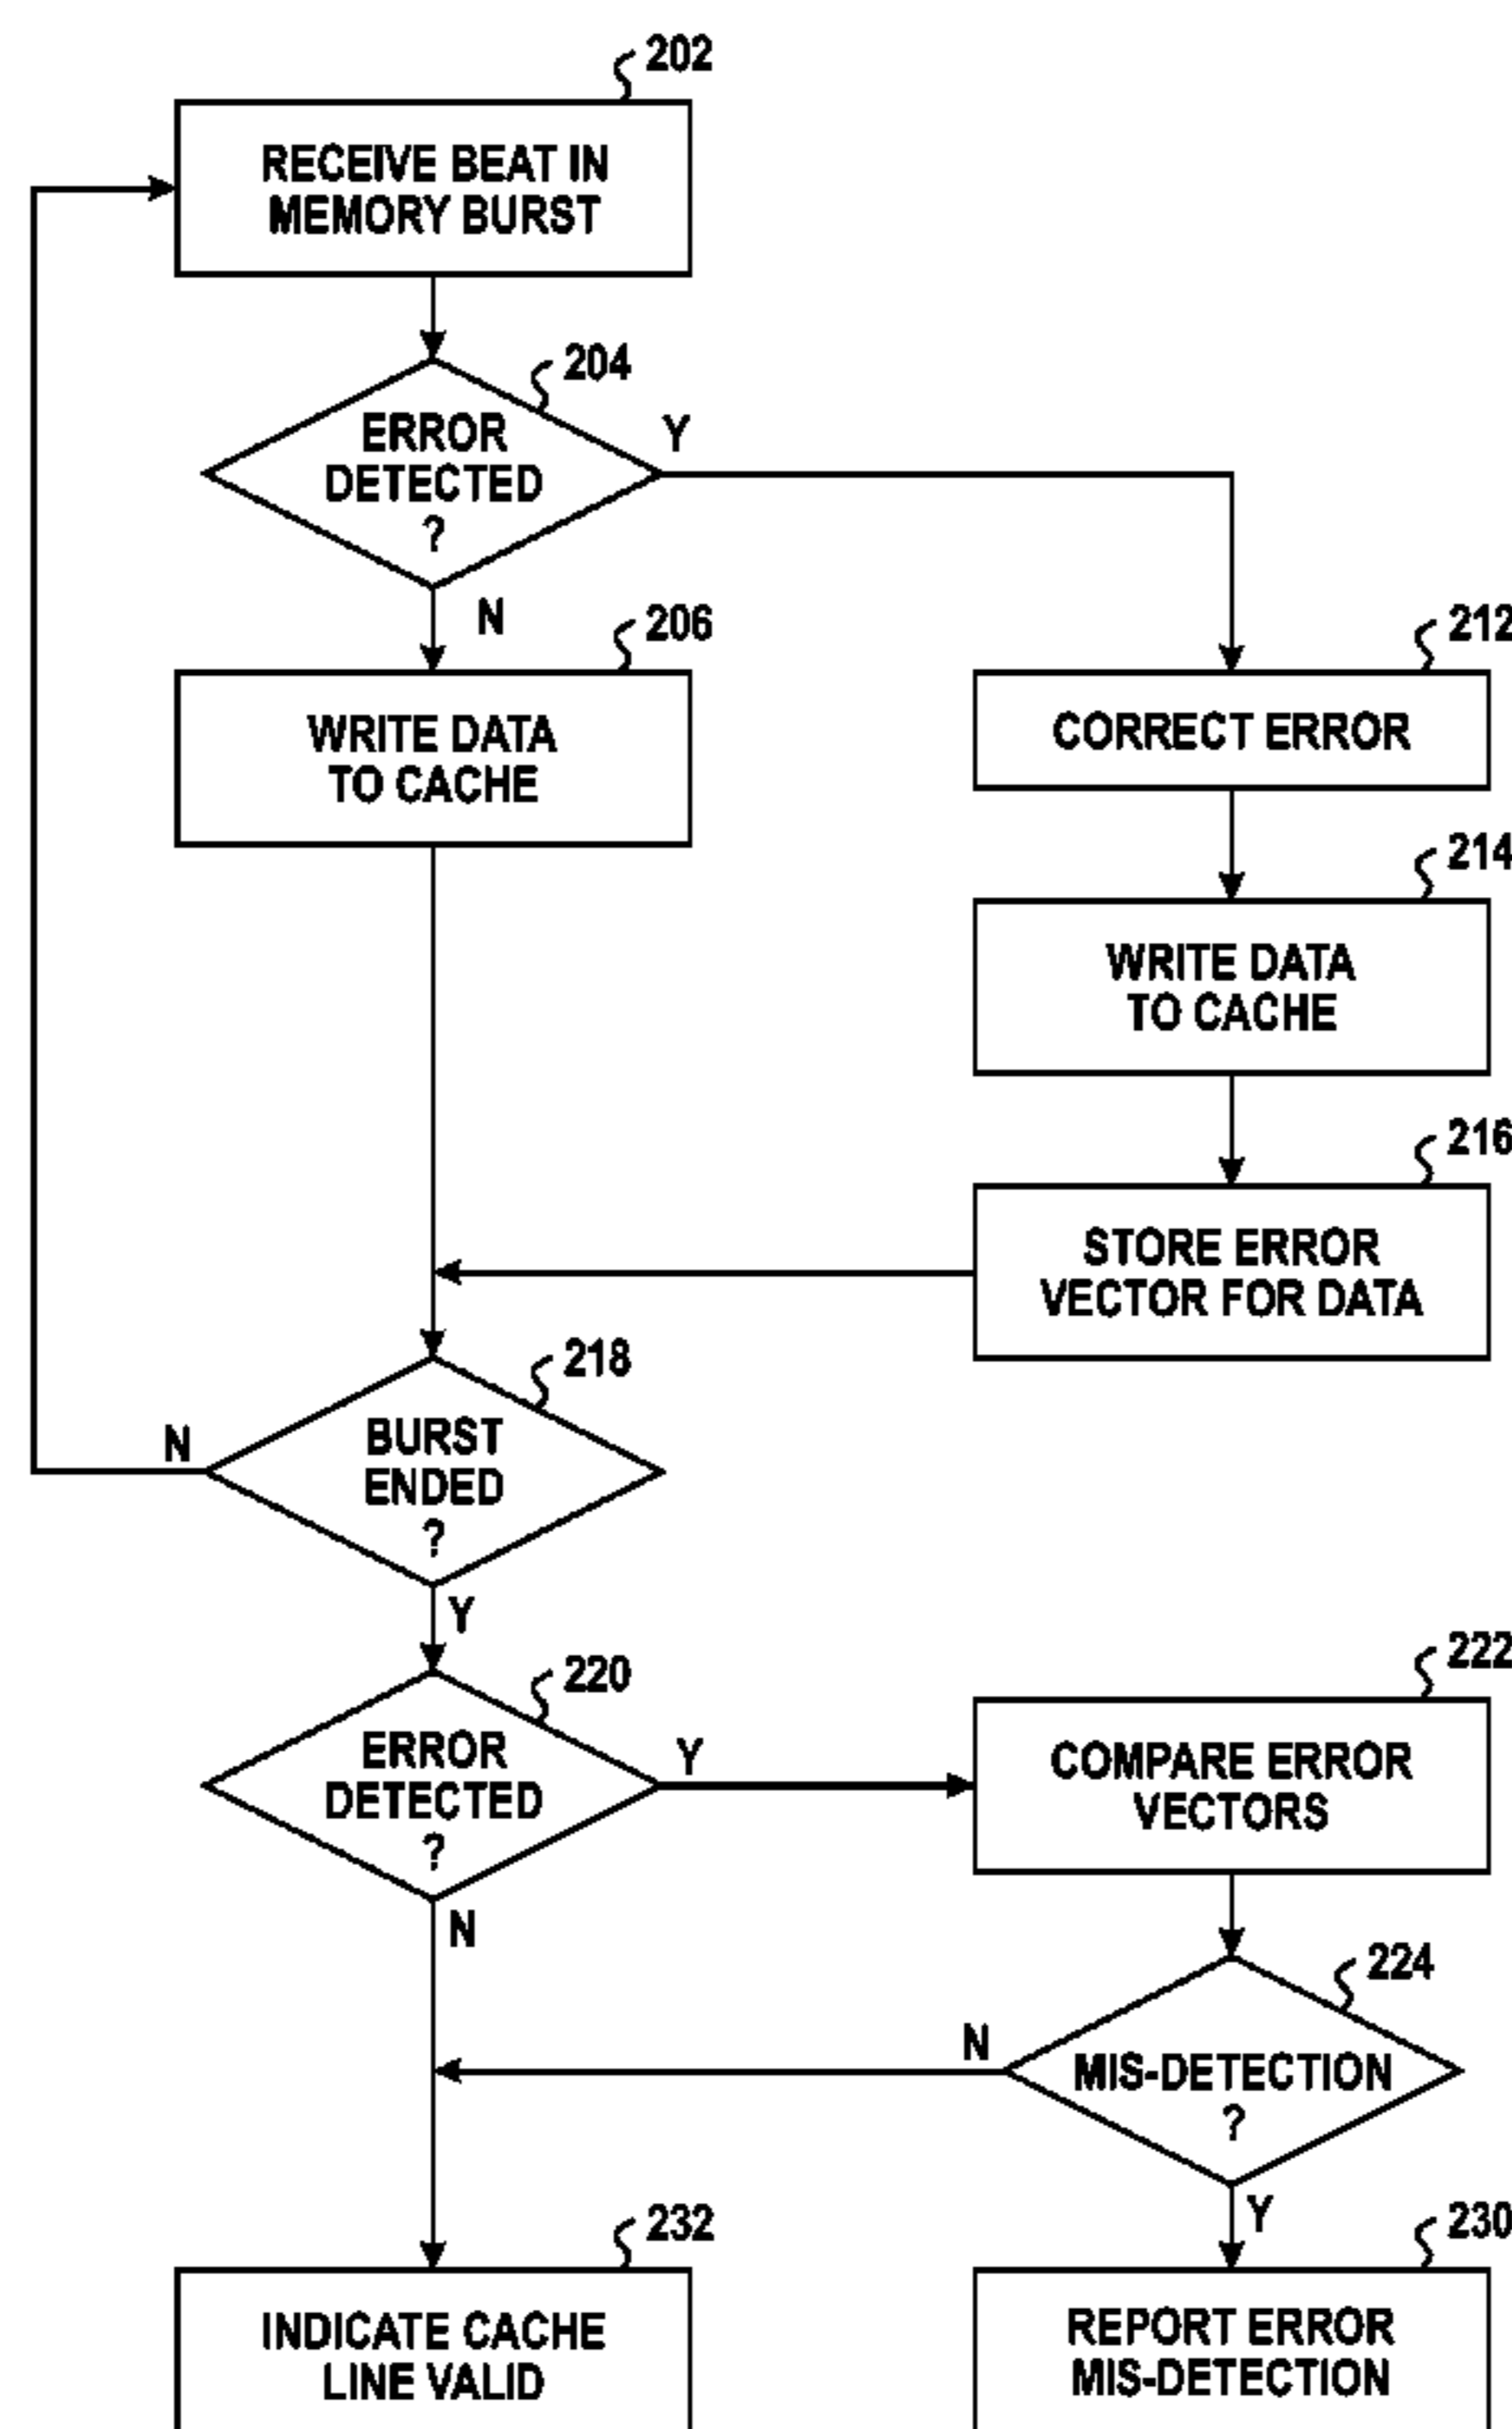 202
RECEIVE BEAT IN
MEMORY BURST
204
ERROR
DETECTED
?
Y
N
206
WRITE DATA
TO CACHE
212
CORRECT ERROR
214
WRITE DATA
TO CACHE
216
STORE ERROR
VECTOR FOR DATA
218
BURST
ENDED
?
N
Y
220
ERROR
DETECTED
?
Y
N
222
COMPARE ERROR
VECTORS
224
MIS-DETECTION
?
N
Y
232
INDICATE CACHE
LINE VALID
230
REPORT ERROR
MIS-DETECTION